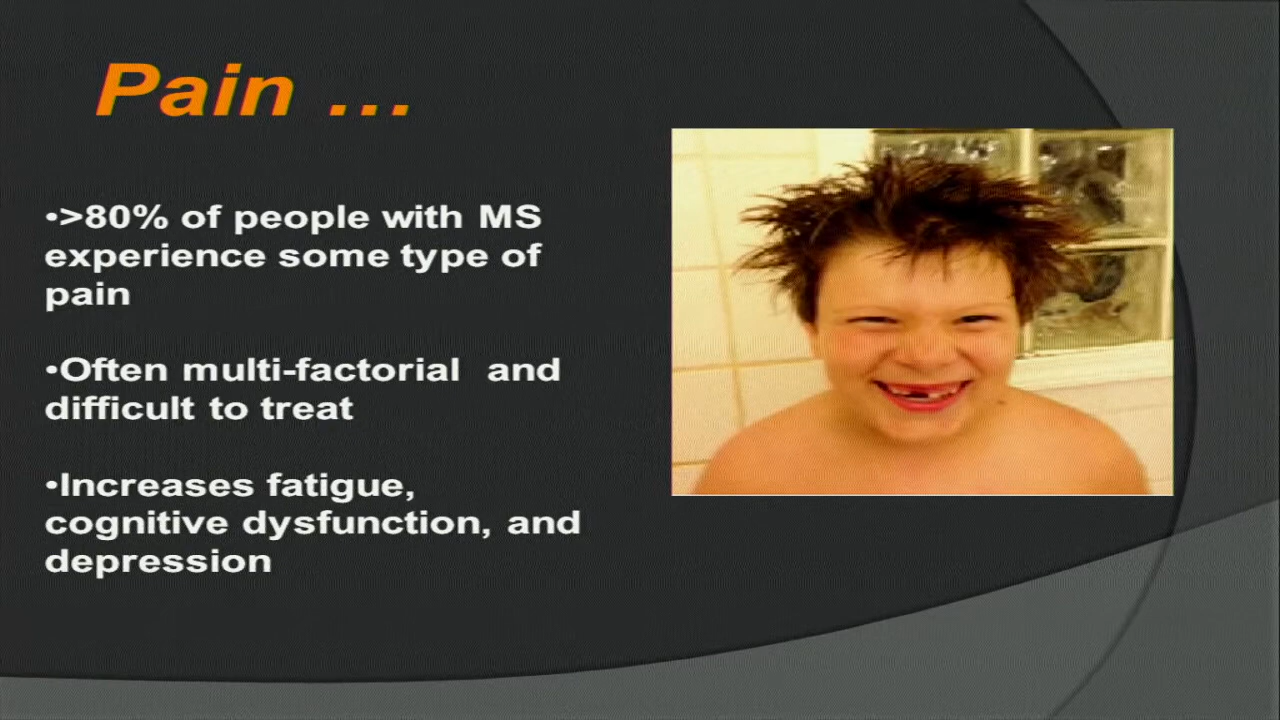 Pain ...
•>80% of people with MS
experience some type of
pain
•Often multi-factorial  and
difficult to treat
•Increases fatigue,
cognitive dysfunction, and
depression